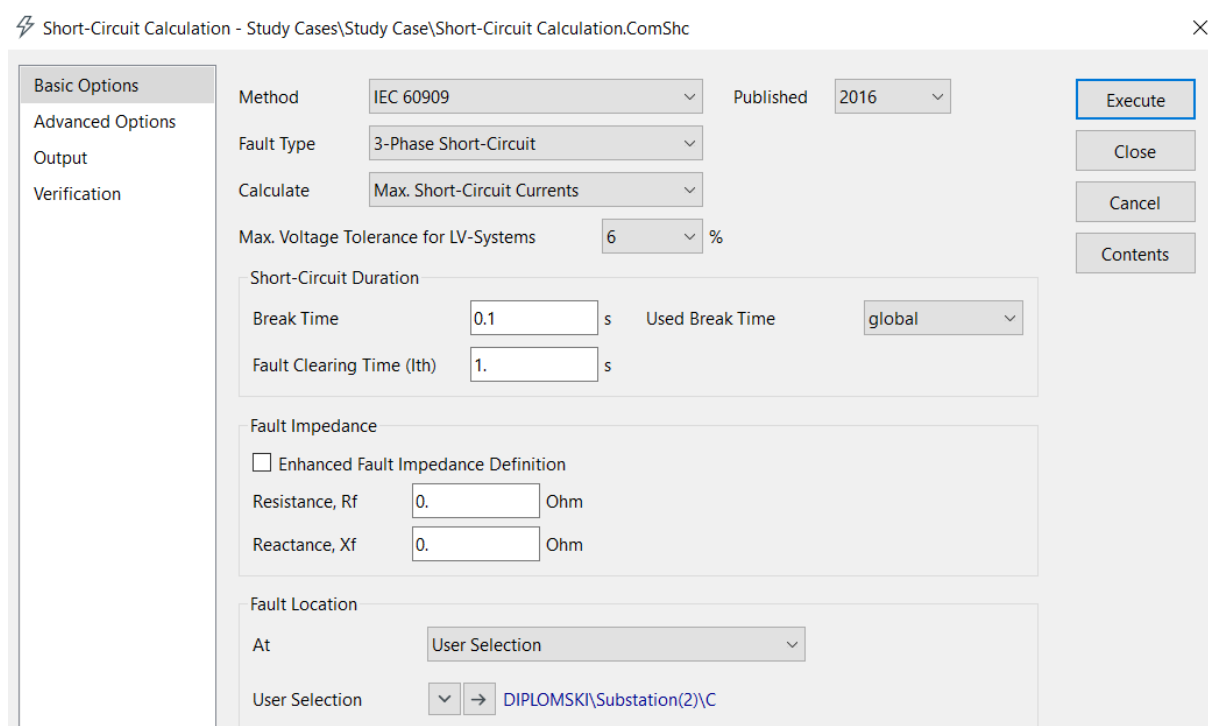 Short-Circuit Calculation - Study Cases\Study Case\Short-Circuit Calculation.ComShc
Basic Options
Advanced Options
Output
Verification
Method IEC 60909 Published 2016
Fault Type 3-Phase Short-Circuit
Calculate Max. Short-Circuit Currents
Max. Voltage Tolerance for LV-Systems 6 %
Short-Circuit Duration
Break Time 0.1 s Used Break Time global
Fault Clearing Time (Ith) 1. s
Fault Impedance
Enhanced Fault Impedance Definition
Resistance, Rf 0. Ohm
Reactance, Xf 0. Ohm
Fault Location
At User Selection
User Selection DIPLOMSKI\Substation(2)\C
Execute
Close
Cancel
Contents